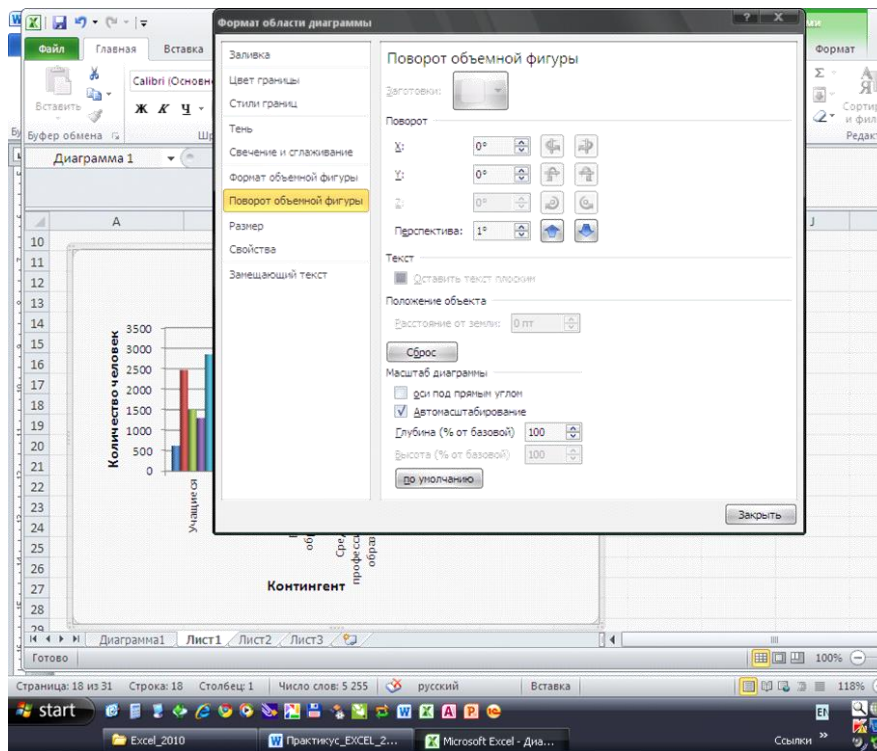 Формат области диаграммы
Файл
Главная
Вставка
Формат
Calibri (Основн
Вставить
Ж К Ч
Сортир
и фил
Буфер обмена
Шр
Редак
Диаграмма 1
A
J
10
11
12
13
14
15
16
17
18
19
20
21
22
23
24
25
26
27
28
29
3500
3000
2500
2000
1500
1000
500
0
Количество человек
Учащиеся
Контингент
Заливка
Цвет границы
Стили границ
Тень
Свечение и сглаживание
Формат объемной фигуры
Поворот объемной фигуры
Размер
Свойства
Замещающий текст
Поворот объемной фигуры
Заготовки:
Поворот
X: 0°
Y: 0°
Z: 0°
Перспектива: 1°
Текст
Оставить текст плоским
Положение объекта
Расстояние от земли: 0 пт
Сброс
Масштаб диаграммы
оси под прямым углом
Автомасштабирование
Глубина (% от базовой) 100
Высота (% от базовой) 100
по умолчанию
Закрыть
Диаграмма1 Лист1 Лист2 Лист3
Готово
100%
Страница: 18 из 31 Строка: 18 Столбец: 1 Число слов: 5 255 русский Вставка 118%
start
EN
Excel_2010
Практикус_EXCEL_2...
Microsoft Excel - Диа...
Ссылки